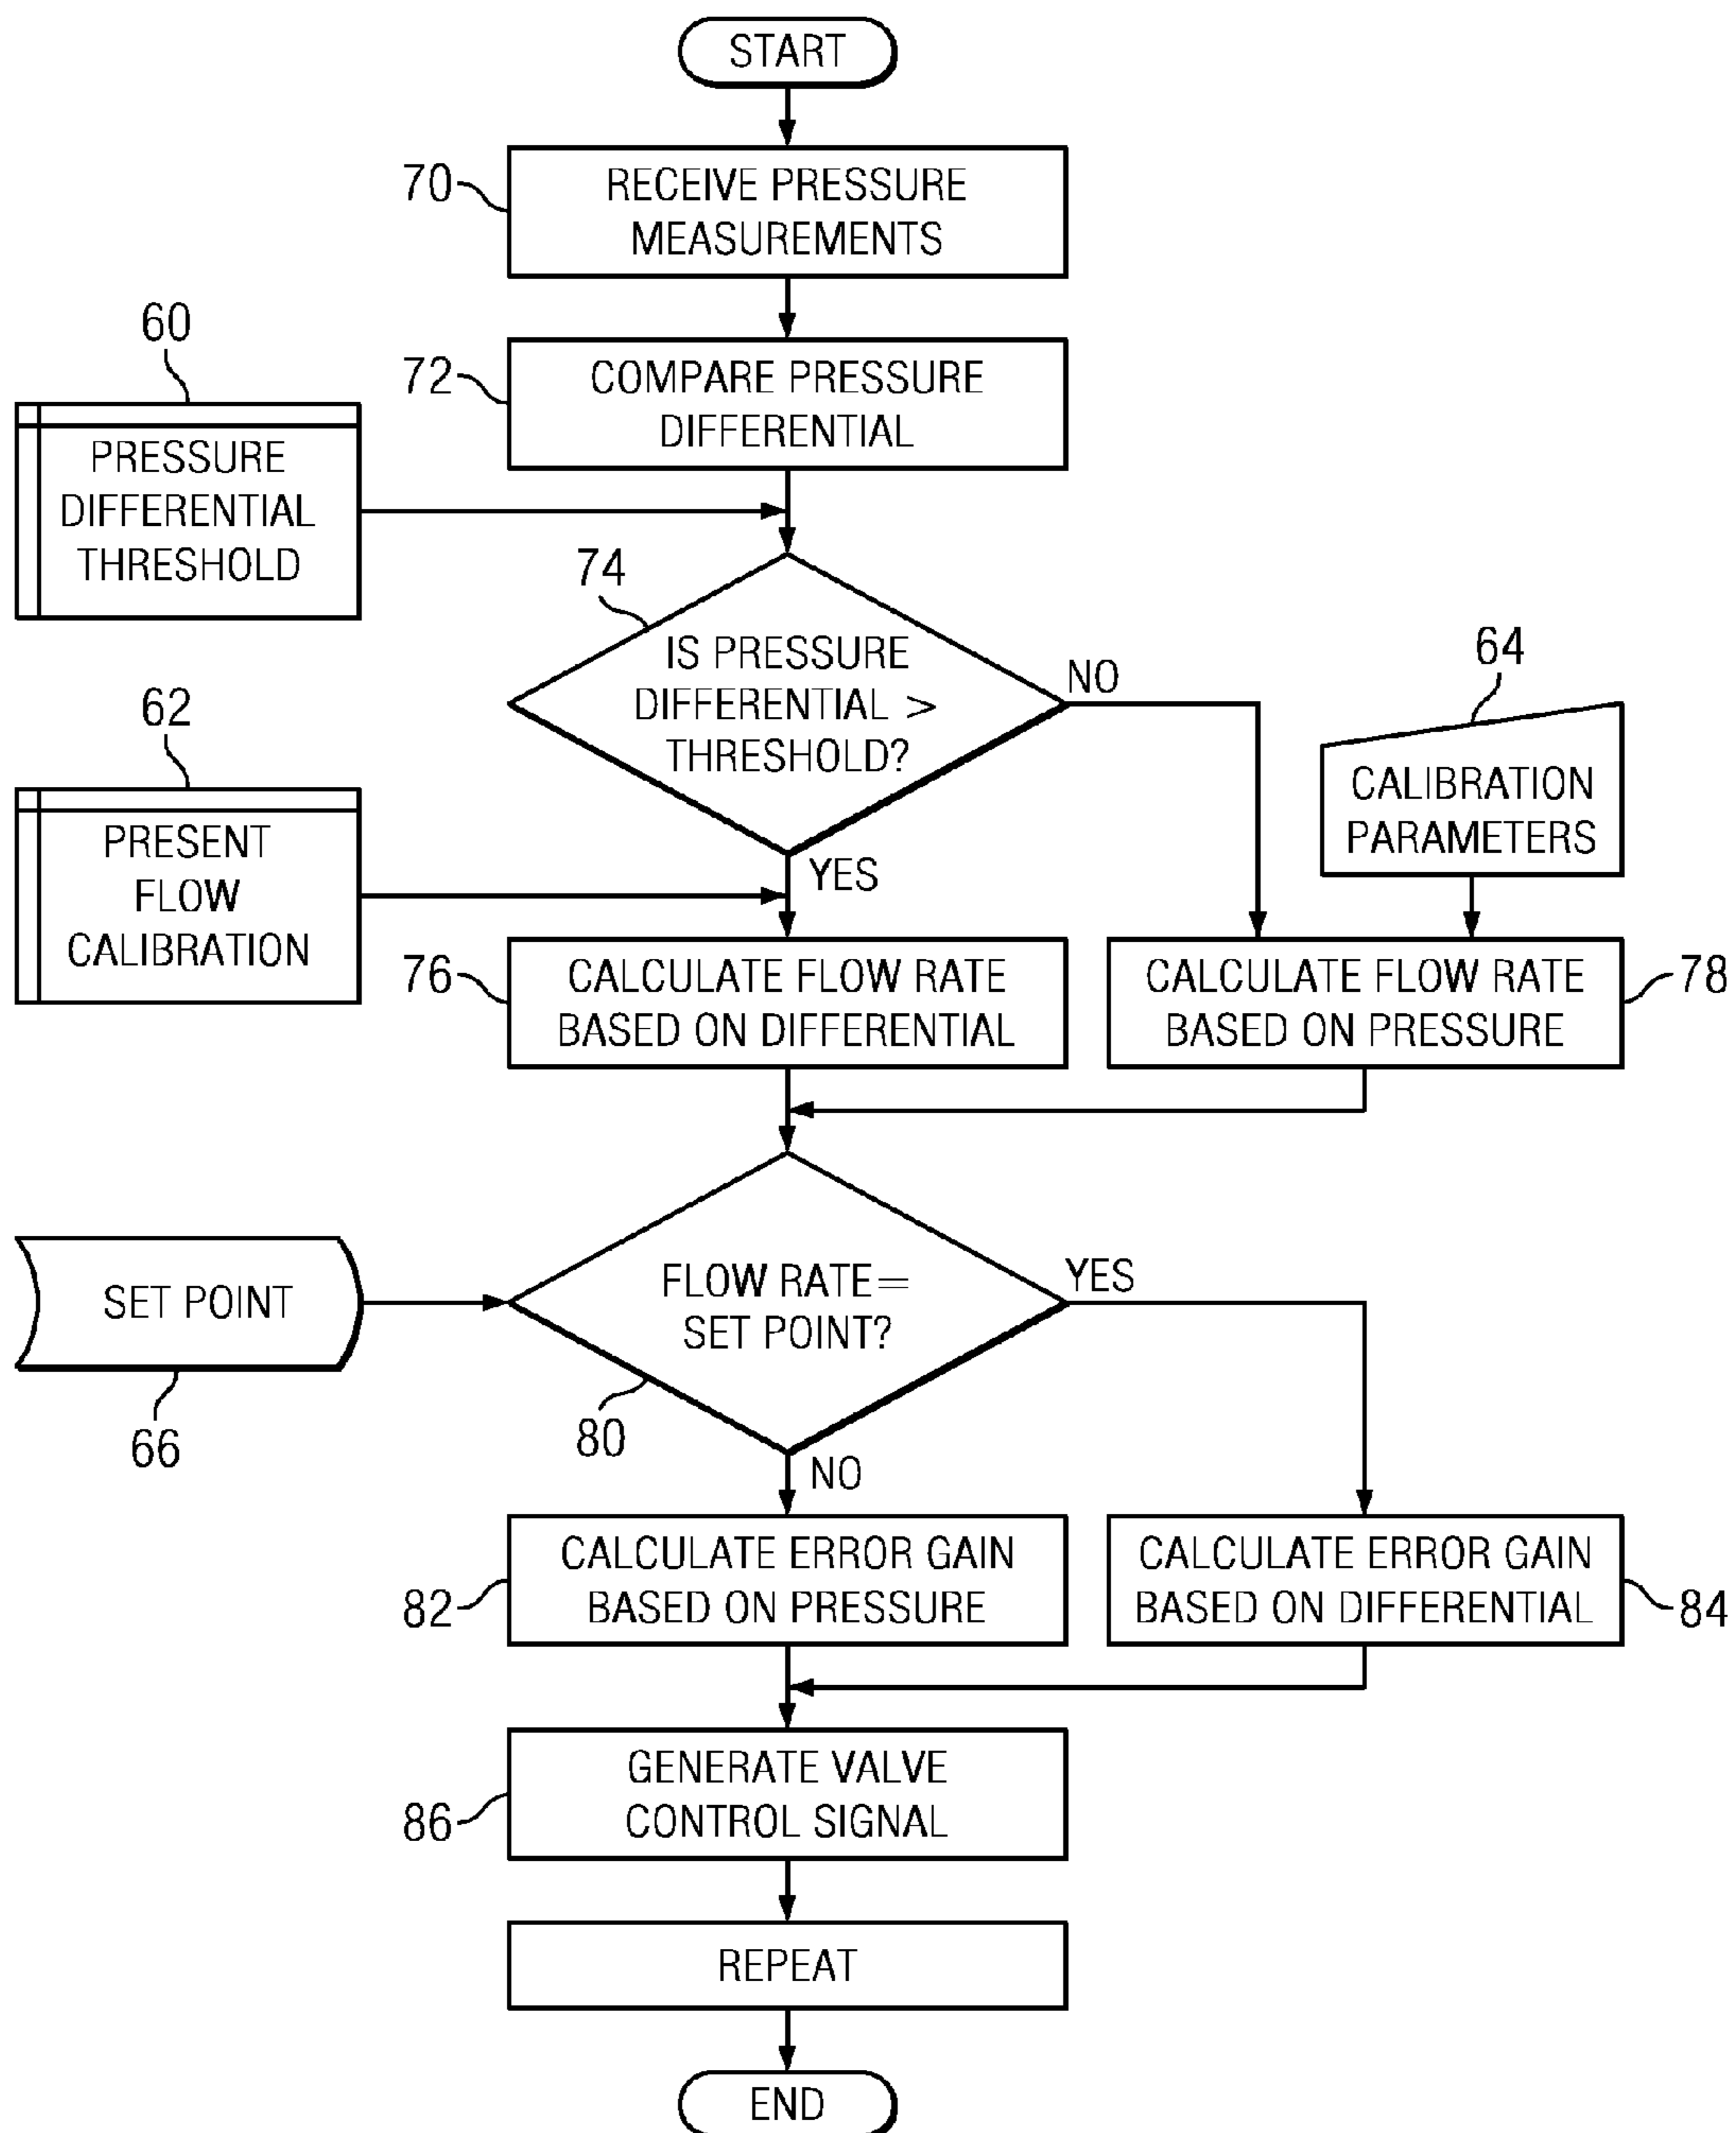 START
70
RECEIVE PRESSURE
MEASUREMENTS
60
72
COMPARE PRESSURE
DIFFERENTIAL
PRESSURE
DIFFERENTIAL
THRESHOLD
74
IS PRESSURE
DIFFERENTIAL >
THRESHOLD?
NO
64
62
CALIBRATION
PARAMETERS
PRESENT
FLOW
CALIBRATION
YES
76
CALCULATE FLOW RATE
BASED ON DIFFERENTIAL
CALCULATE FLOW RATE
BASED ON PRESSURE
78
SET POINT
66
FLOW RATE=
SET POINT?
YES
80
NO
82
CALCULATE ERROR GAIN
BASED ON PRESSURE
CALCULATE ERROR GAIN
BASED ON DIFFERENTIAL
84
86
GENERATE VALVE
CONTROL SIGNAL
REPEAT
END